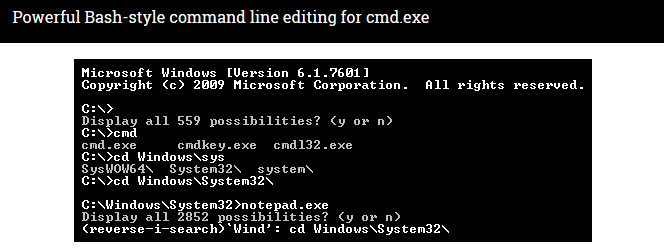 Powerful Bash-style command line editing for cmd.exe
Microsoft Windows [Version 6.1.7601]
Copyright (c) 2009 Microsoft Corporation.  All rights reserved.
C:\>
Display all 559 possibilities? (y or n)
C:\>cmd
cmd.exe     cmdkey.exe  cmdl32.exe
C:\>cd Windows\sys
SysWOW64\  System32\  system\
C:\>cd Windows\System32\
C:\Windows\System32>notepad.exe
Display all 2852 possibilities? (y or n)
(reverse-i-search)`Wind': cd Windows\System32\